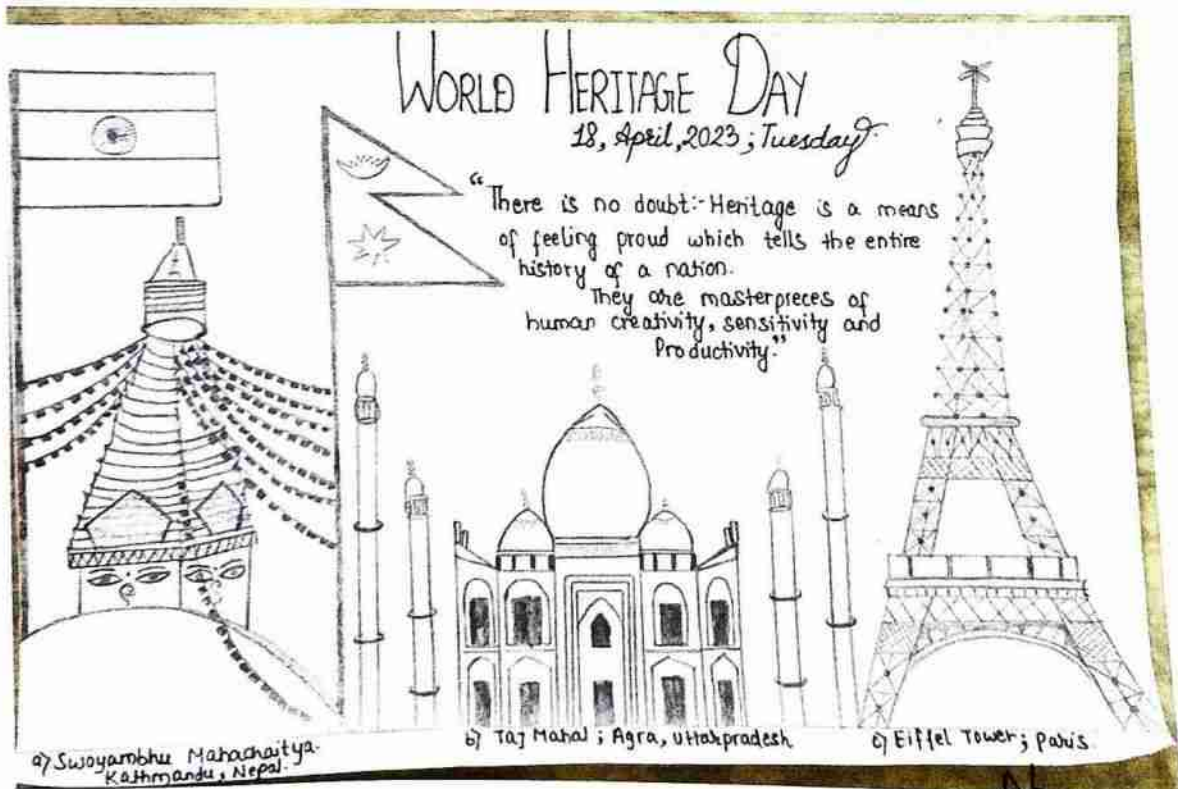 WORLD HERITAGE DAY
18, April, 2023 ; Tuesday
"There is no doubt:- Heritage is a means
of feeling proud which tells the entire
history of a nation.
They are masterpieces of
human creativity, sensitivity and
Productivity."
a) Swoyambhu Mahachaitya.
Kathmandu, Nepal.
b) Taj Mahal ; Agra, Uttarpradesh
c) Eiffel Tower ; Paris.